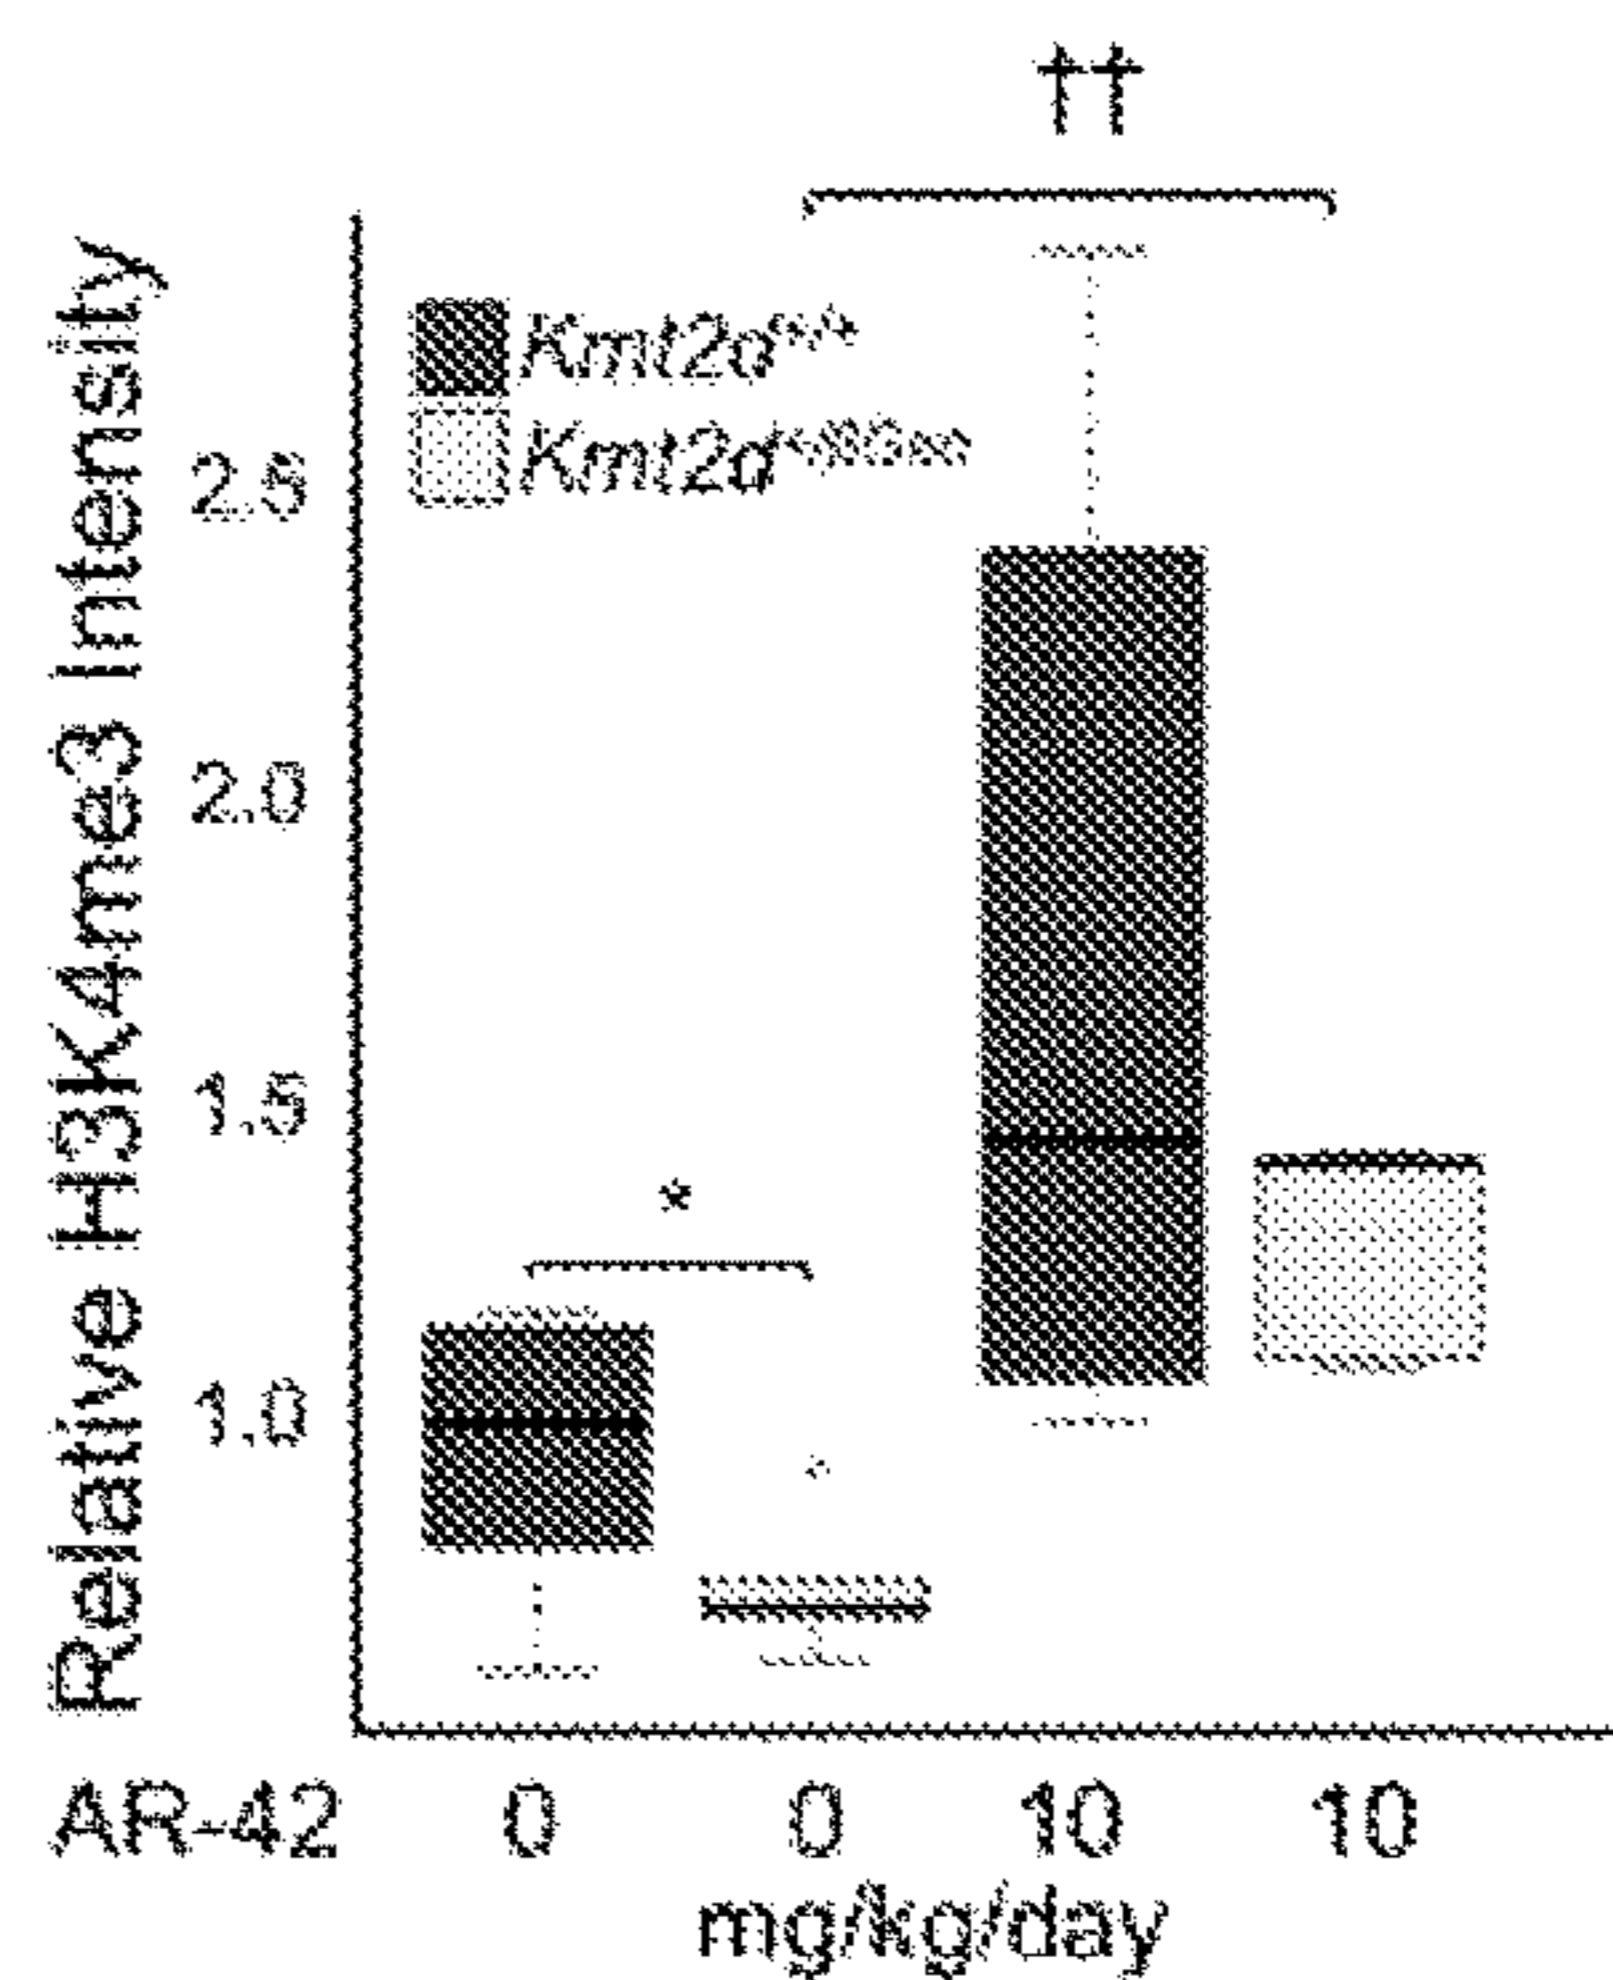 ††
Kmt2d+/+
Kmt2d
2.5
2.0
1.5
*
1.0
Relative H3K4me3 Intensity
AR-42 0 0 10 10
mg/kg/day